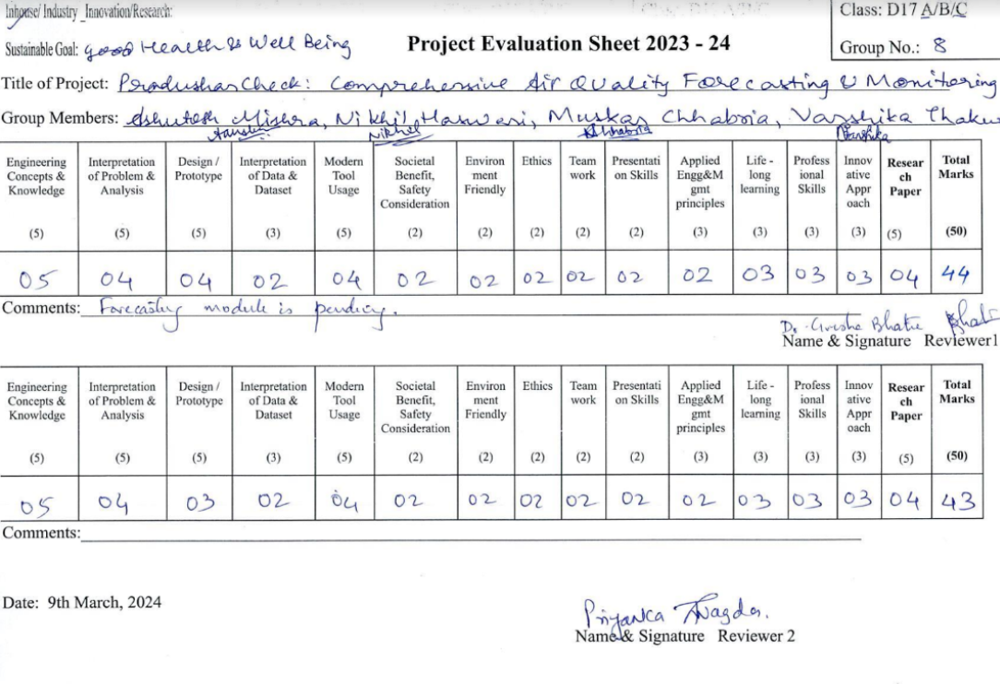 Inhouse/ Industry_Innovation/Research:
Class: D17 A/B/C
Sustainable Goal: Good Health & Well Being
Project Evaluation Sheet 2023 - 24
Group No.: 8
Title of Project: PradushanCheck: Comprehensive Air Quality Forecasting & Monitoring
Group Members: Ashutosh Mishra, Nikhil Haswani, Muskan Chhabria, Varshika Thakur
Nikhil
Engineering Concepts & Knowledge (5) Interpretation of Problem & Analysis (5) Design / Prototype (5) Interpretation of Data & Dataset (3) Modern Tool Usage (5) Societal Benefit, Safety Consideration (2) Environ ment Friendly (2) Ethics (2) Team work (2) Presentati on Skills (2) Applied Engg&M gmt principles (3) Life - long learning (3) Profess ional Skills (3) Innov ative Appr oach (3) Resear ch Paper (5) Total Marks (50)
05 04 04 02 04 02 02 02 02 02 02 03 03 03 04 44
Comments: Forecasting module is pending.
Name & Signature Reviewer1
Engineering Concepts & Knowledge (5) Interpretation of Problem & Analysis (5) Design / Prototype (5) Interpretation of Data & Dataset (3) Modern Tool Usage (5) Societal Benefit, Safety Consideration (2) Environ ment Friendly (2) Ethics (2) Team work (2) Presentati on Skills (2) Applied Engg&M gmt principles (3) Life - long learning (3) Profess ional Skills (3) Innov ative Appr oach (3) Resear ch Paper (5) Total Marks (50)
05 04 03 02 04 02 02 02 02 02 02 03 03 03 04 43
Comments:
Date: 9th March, 2024
Priyanka
Name & Signature Reviewer 2